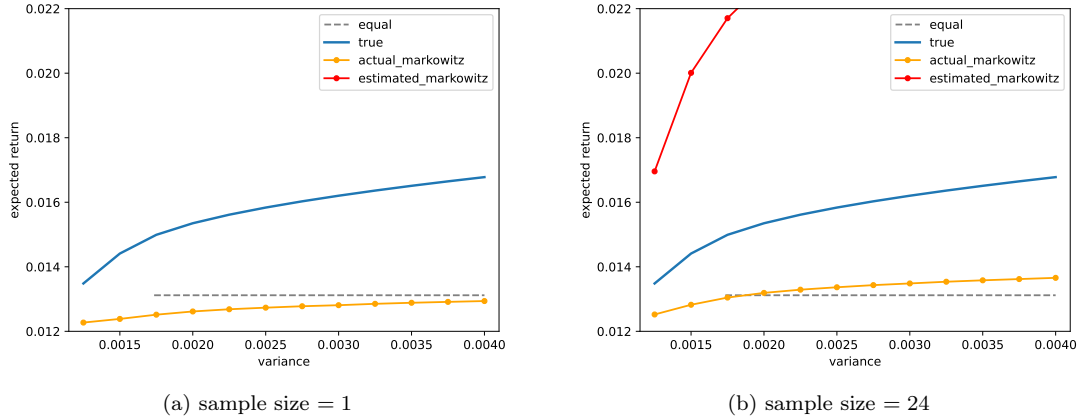 0.022
0.020
0.018
0.016
0.014
0.012
expected return
equal
true
actual_markowitz
estimated_markowitz
0.0015 0.0020 0.0025 0.0030 0.0035 0.0040
variance
(a) sample size = 1
0.022
0.020
0.018
0.016
0.014
0.012
expected return
equal
true
actual_markowitz
estimated_markowitz
0.0015 0.0020 0.0025 0.0030 0.0035 0.0040
variance
(b) sample size = 24